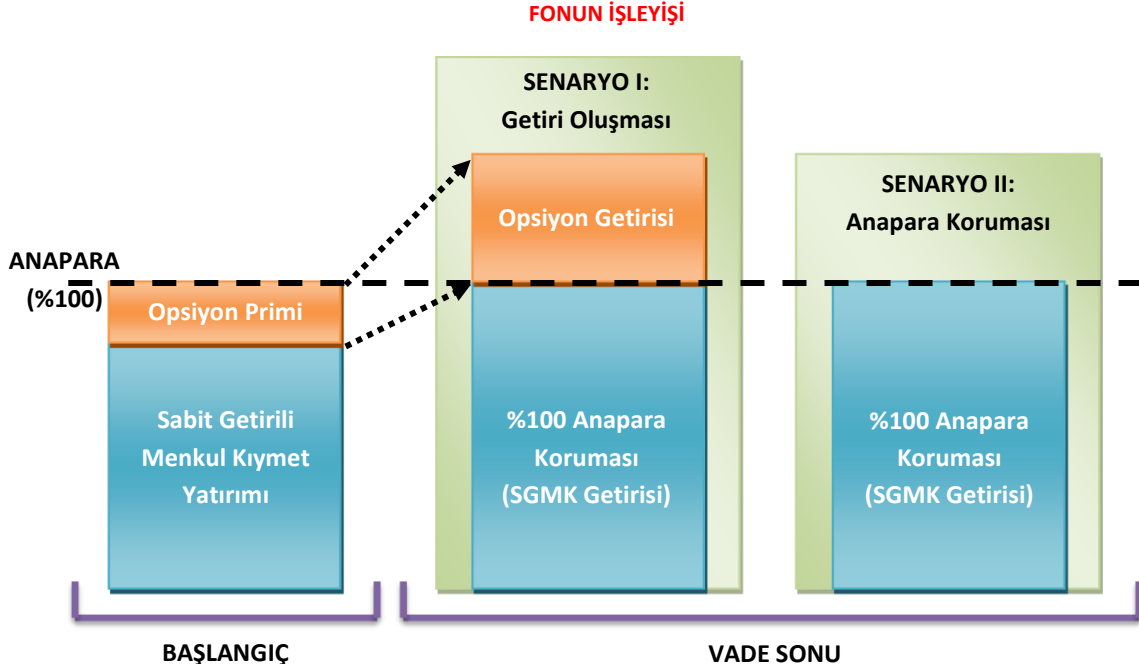 FONUN İŞLEYİŞİ
ANAPARA
(%100)
Opsiyon Primi
Sabit Getirili
Menkul Kıymet
Yatırımı
SENARYO I:
Getiri Oluşması
Opsiyon Getirisi
%100 Anapara
Koruması
(SGMK Getirisi)
SENARYO II:
Anapara Koruması
%100 Anapara
Koruması
(SGMK Getirisi)
BAŞLANGIÇ
VADE SONU